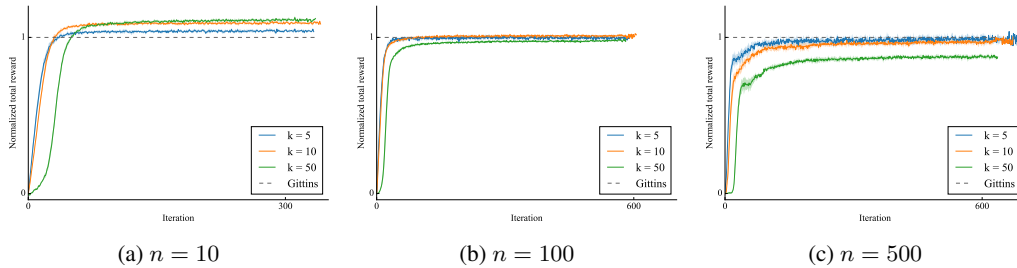 Normalized total reward
1
0
k = 5
k = 10
k = 50
Gittins
0
300
Iteration
(a) n = 10
Normalized total reward
1
0
k = 5
k = 10
k = 50
Gittins
0
600
Iteration
(b) n = 100
Normalized total reward
1
0
k = 5
k = 10
k = 50
Gittins
0
600
Iteration
(c) n = 500